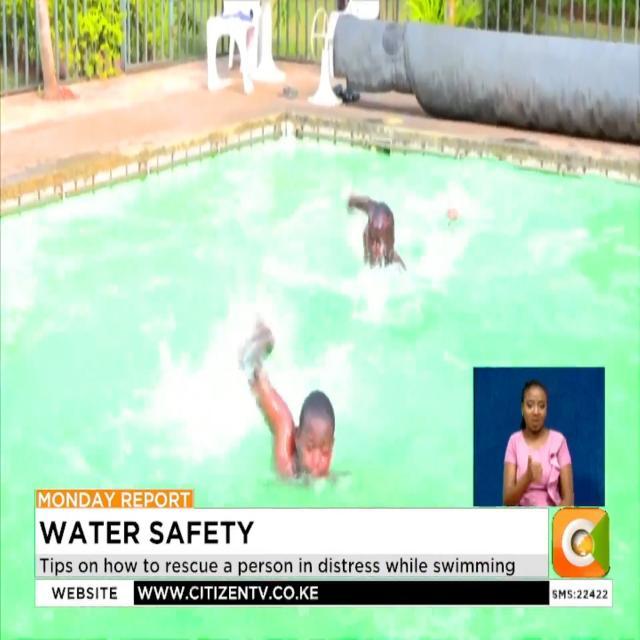 MONDAY REPORT
WATER SAFETY
Tips on how to rescue a person in distress while swimming
WEBSITE WWW.CITIZENTV.CO.KE SMS:22422